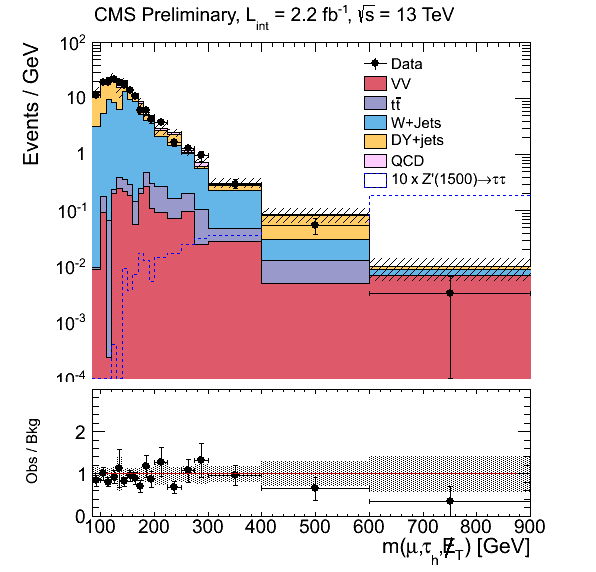 CMS Preliminary, L_int = 2.2 fb⁻¹, √s = 13 TeV
Events / GeV
10²
10
1
10⁻¹
10⁻²
10⁻³
10⁻⁴
Data
VV
tt̄
W+Jets
DY+jets
QCD
10 x Z'(1500)→ττ
Obs / Bkg
2
1
0
100 200 300 400 500 600 700 800 900
m(μ,τ_h,E̸_T) [GeV]